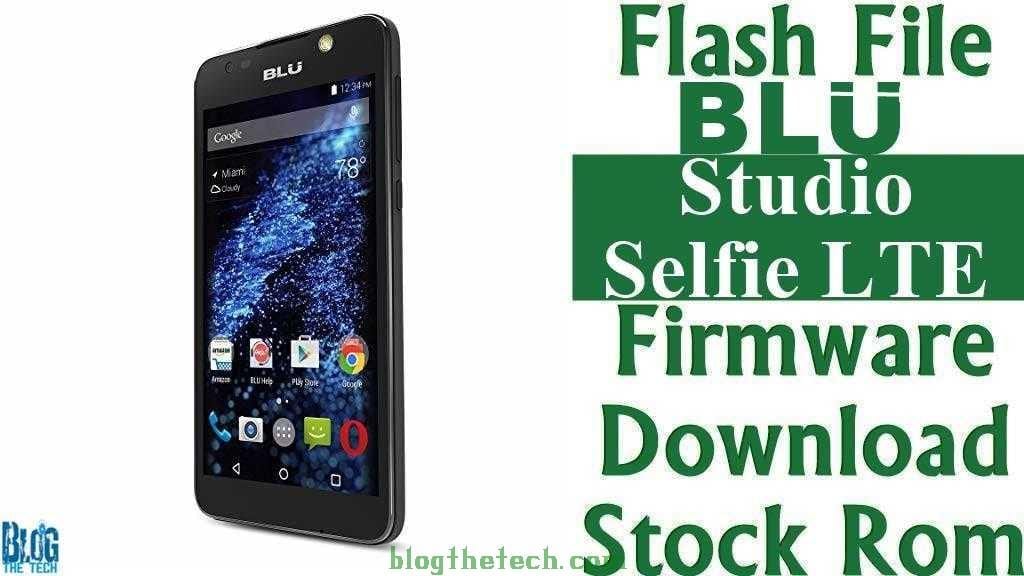 BLU
12:34 PM
Google
78°
Miami
Cloudy
Amazon
BLU Help
Play Store
Google
Flash File
BLU
Studio
Selfie LTE
Firmware
Download
Stock Rom
BLOG
THE TECH
blogthetech.com